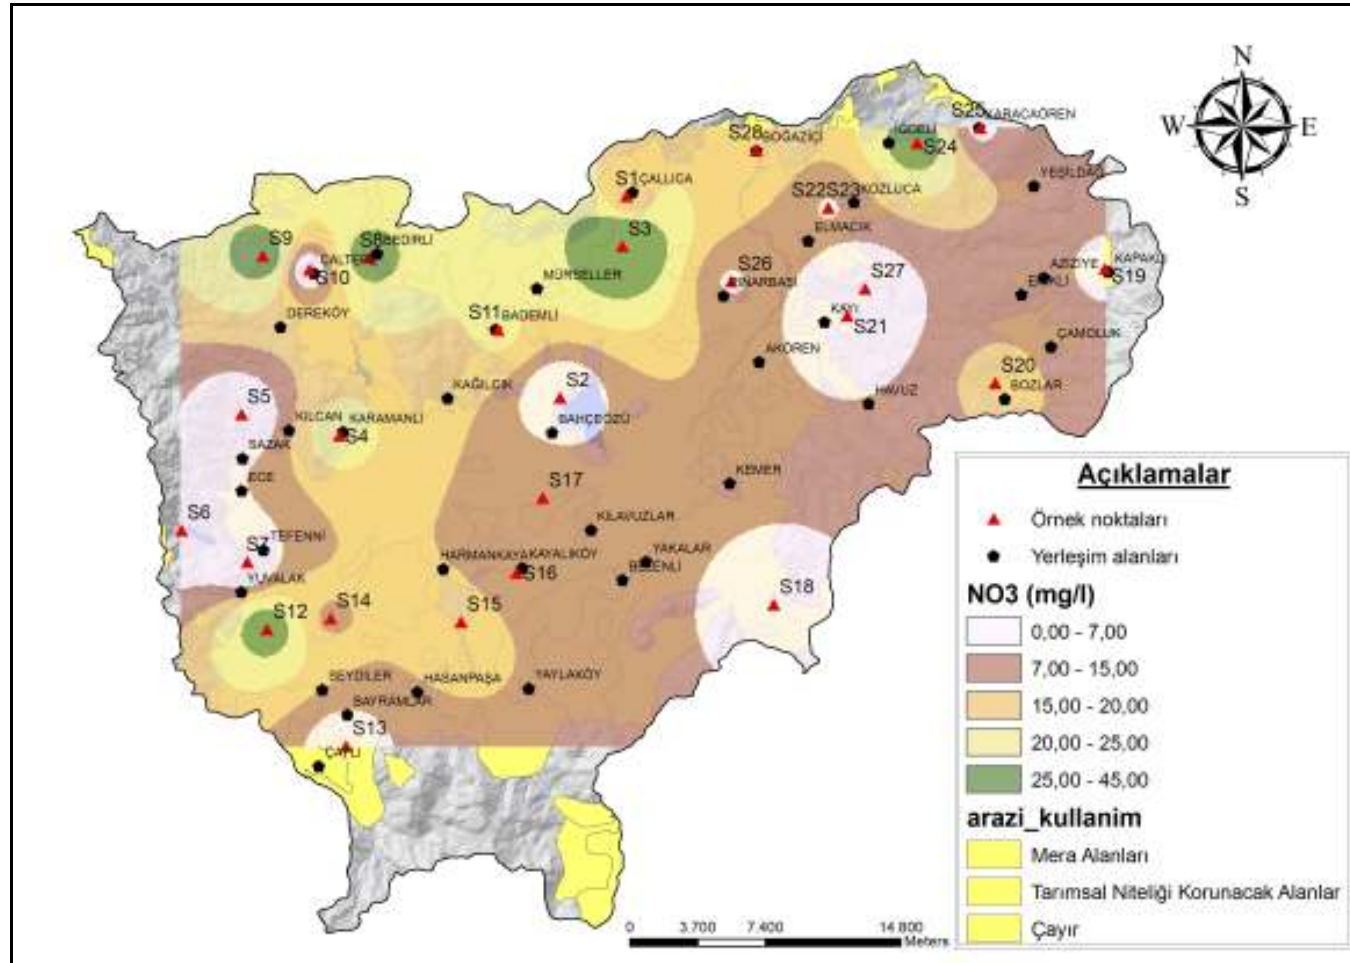 N
W E
S
S25 KARACAÖREN
S28 BOĞAZİÇİ
İĞDELİ
S24
YEŞİLDAĞ
S1 ÇALLICA
S22 S23 KOZLUCA
ELMACIK
S3
S9
S8 BEDİRLİ
S10
MÜRSELLER
S26
S27
AZİZİYE
KAPAKLI
S19
DEREKÖY
S11 BADEMLİ
KAYI
S21
ÇAMOLUK
AKÖREN
S20
BOZLAR
S5
KAĞILCIK
S2
HAVUZ
KILCAN
KARAMANLI
S4
BAHÇEÖZÜ
SAZAK
ECE
KEMER
S17
S6
KILAVUZLAR
S7 TEFENNİ
YUVALAK
HARMANKAYA KAYALIKÖY
S16
YAKALAR
S12
S14
S15
S18
SEYDİLER
HASANPAŞA
YAYLAKÖY
BAYRAMLAR
S13
Açıklamalar
Örnek noktaları
Yerleşim alanları
NO3 (mg/l)
0,00 - 7,00
7,00 - 15,00
15,00 - 20,00
20,00 - 25,00
25,00 - 45,00
arazi_kullanim
Mera Alanları
Tarımsal Niteliği Korunacak Alanlar
Çayır
0 3.700 7.400 14.800
Meters